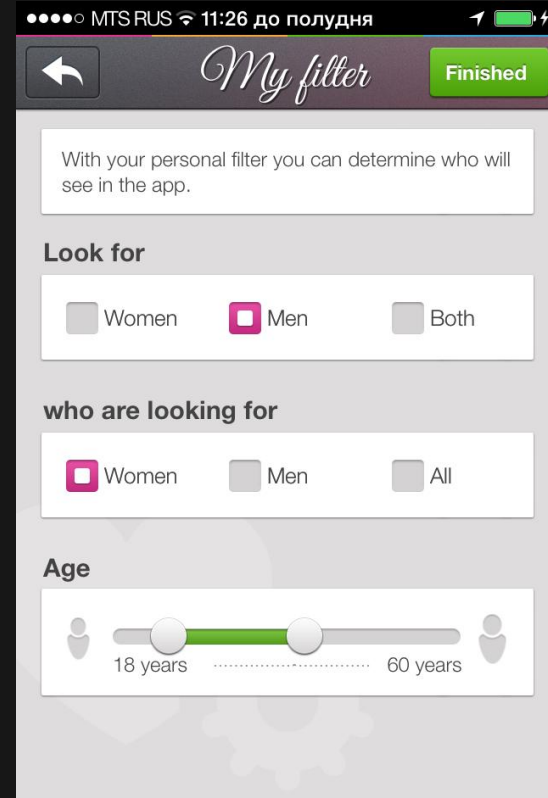 MTS RUS 11:26 до полудня
My filter
Finished
With your personal filter you can determine who will
see in the app.
Look for
Women Men Both
who are looking for
Women Men All
Age
18 years 60 years